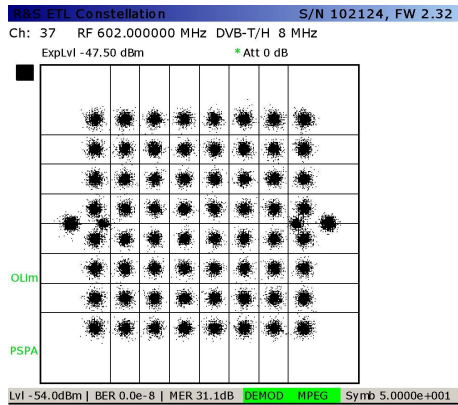 R&S ETL Constellation S/N 102124, FW 2.32
Ch: 37 RF 602.000000 MHz DVB-T/H 8 MHz
ExpLvl -47.50 dBm * Att 0 dB
OLim
PSPA
Lvl -54.0dBm | BER 0.0e-8 | MER 31.1dB DEMOD MPEG Symb 5.0000e+001